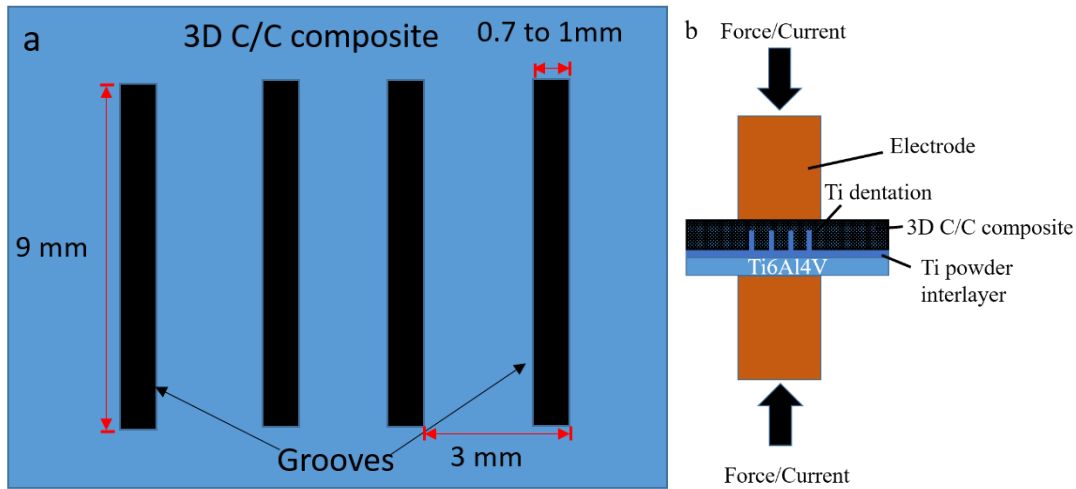 a
3D C/C composite
0.7 to 1mm
9 mm
Grooves
3 mm
b
Force/Current
Electrode
Ti dentation
3D C/C composite
Ti6Al4V
Ti powder
interlayer
Force/Current